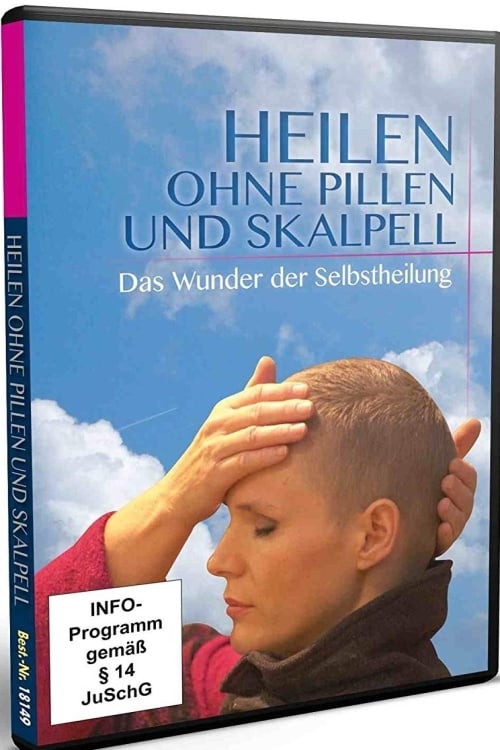 HEILEN
OHNE PILLEN
UND SKALPELL
Das Wunder der Selbstheilung
HEILEN OHNE PILLEN UND SKALPELL
Best.-Nr. 18149
INFO-
Programm
gemäß
§ 14
JuSchG